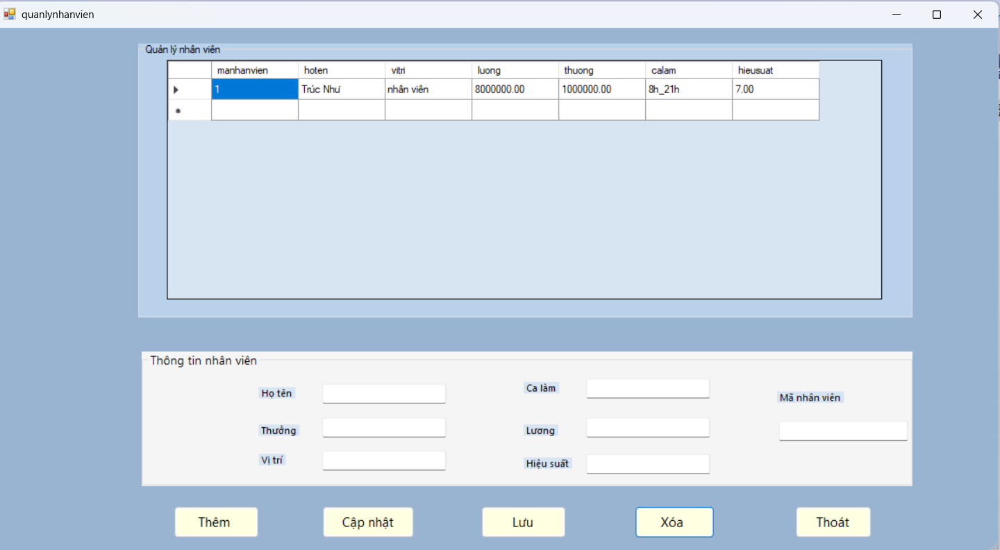 quanlynhanvien
Quản lý nhân viên
manhanvien hoten vitri luong thuong calam hieusuat
1 Trúc Như nhân viên 8000000.00 1000000.00 8h_21h 7.00
Thông tin nhân viên
Họ tên Ca làm Mã nhân viên
Thưởng Lương
Vị trí Hiệu suất
Thêm Cập nhật Lưu Xóa Thoát